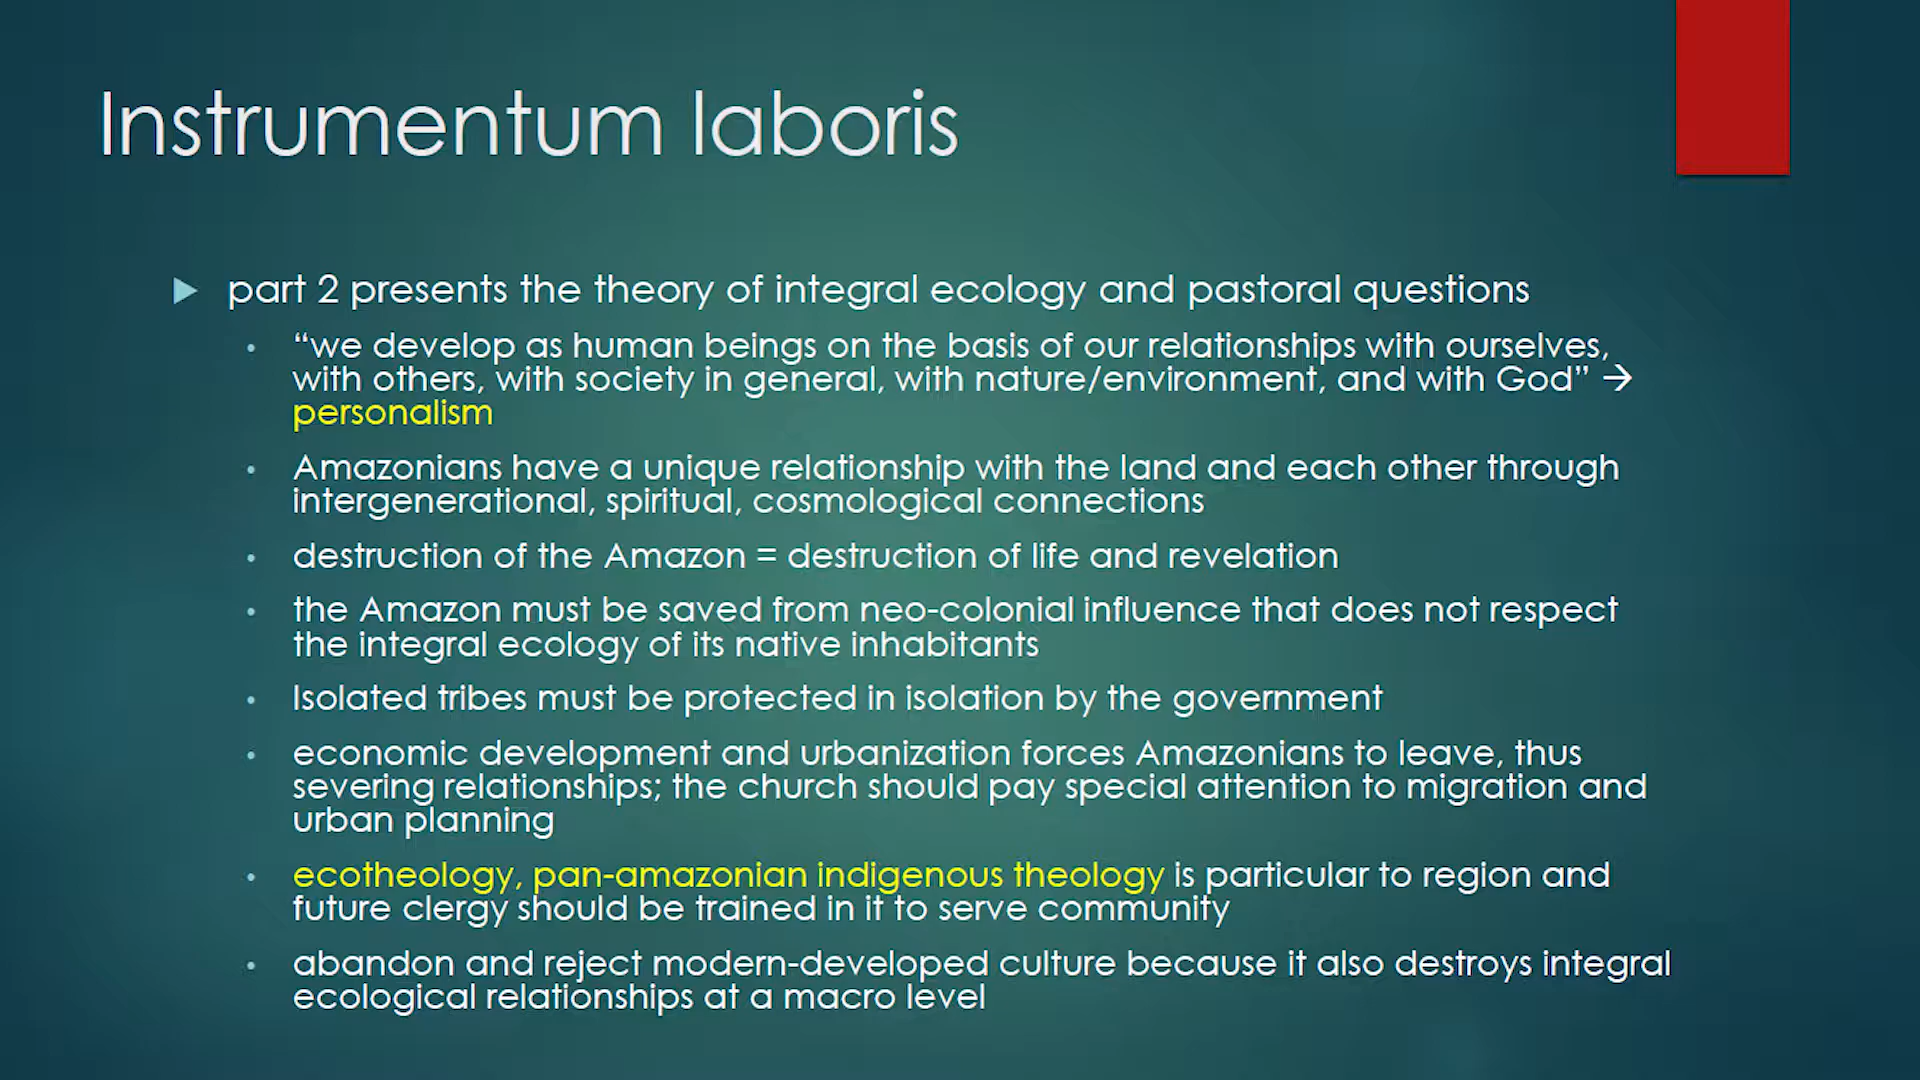 Instrumentum laboris
part 2 presents the theory of integral ecology and pastoral questions
“we develop as human beings on the basis of our relationships with ourselves,
with others, with society in general, with nature/environment, and with God” →
personalism
Amazonians have a unique relationship with the land and each other through
intergenerational, spiritual, cosmological connections
destruction of the Amazon = destruction of life and revelation
the Amazon must be saved from neo-colonial influence that does not respect
the integral ecology of its native inhabitants
Isolated tribes must be protected in isolation by the government
economic development and urbanization forces Amazonians to leave, thus
severing relationships; the church should pay special attention to migration and
urban planning
ecotheology, pan-amazonian indigenous theology is particular to region and
future clergy should be trained in it to serve community
abandon and reject modern-developed culture because it also destroys integral
ecological relationships at a macro level